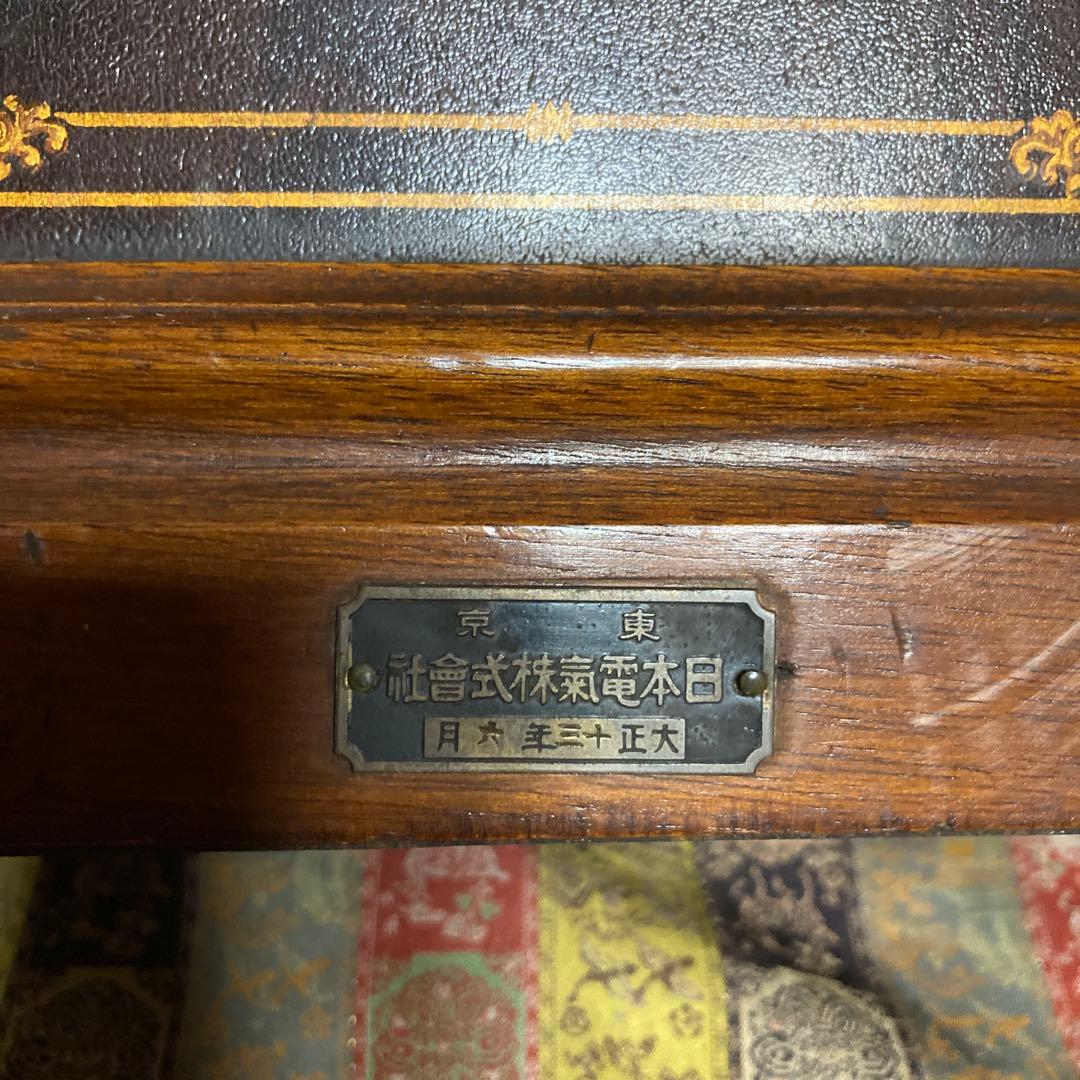 東京
日本電氣株式會社
大正十三年六月